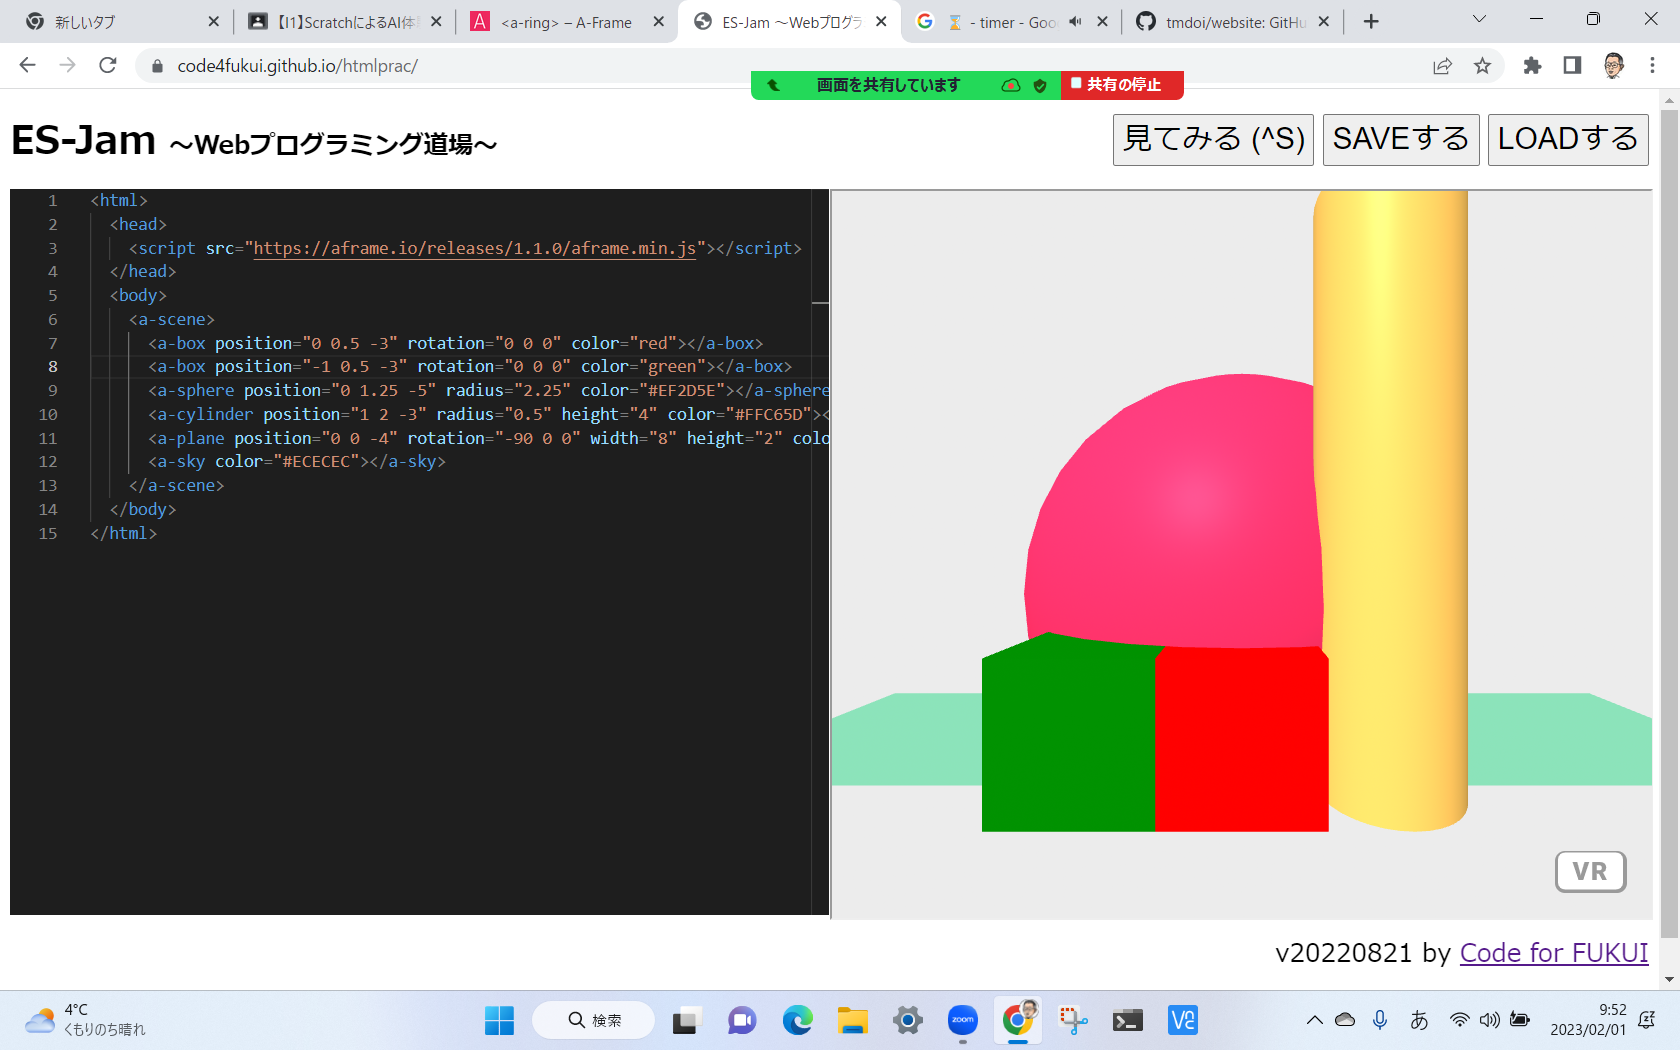 新しいタブ
【I1】ScratchによるAI体
<a-ring> – A-Frame
ES-Jam ～Webプログラ
⌛ - timer - Goo
tmdoi/website: GitHu
code4fukui.github.io/htmlprac/
画面を共有しています
共有の停止
ES-Jam ～Webプログラミング道場～
見てみる (^S)
SAVEする
LOADする
1 <html>
2 <head>
3 <script src="https://aframe.io/releases/1.1.0/aframe.min.js"></script>
4 </head>
5 <body>
6 <a-scene>
7 <a-box position="0 0.5 -3" rotation="0 0 0" color="red"></a-box>
8 <a-box position="-1 0.5 -3" rotation="0 0 0" color="green"></a-box>
9 <a-sphere position="0 1.25 -5" radius="2.25" color="#EF2D5E"></a-sphere
10 <a-cylinder position="1 2 -3" radius="0.5" height="4" color="#FFC65D"><
11 <a-plane position="0 0 -4" rotation="-90 0 0" width="8" height="2" colo
12 <a-sky color="#ECECEC"></a-sky>
13 </a-scene>
14 </body>
15 </html>
VR
v20220821 by Code for FUKUI
4°C
くもりのち晴れ
検索
zoom
あ
9:52
2023/02/01